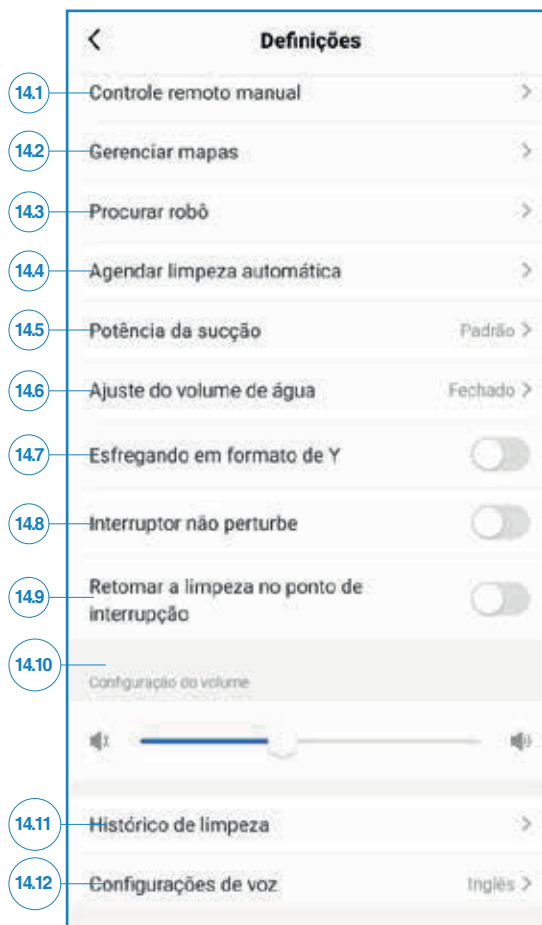 Definições
14.1 Controle remoto manual
14.2 Gerenciar mapas
14.3 Procurar robô
14.4 Agendar limpeza automática
14.5 Potência da sucção Padrão
14.6 Ajuste do volume de água Fechado
14.7 Esfregando em formato de Y
14.8 Interruptor não perturbe
14.9 Retomar a limpeza no ponto de
interrupção
14.10
Configuração do volume
14.11 Histórico de limpeza
14.12 Configurações de voz Inglês